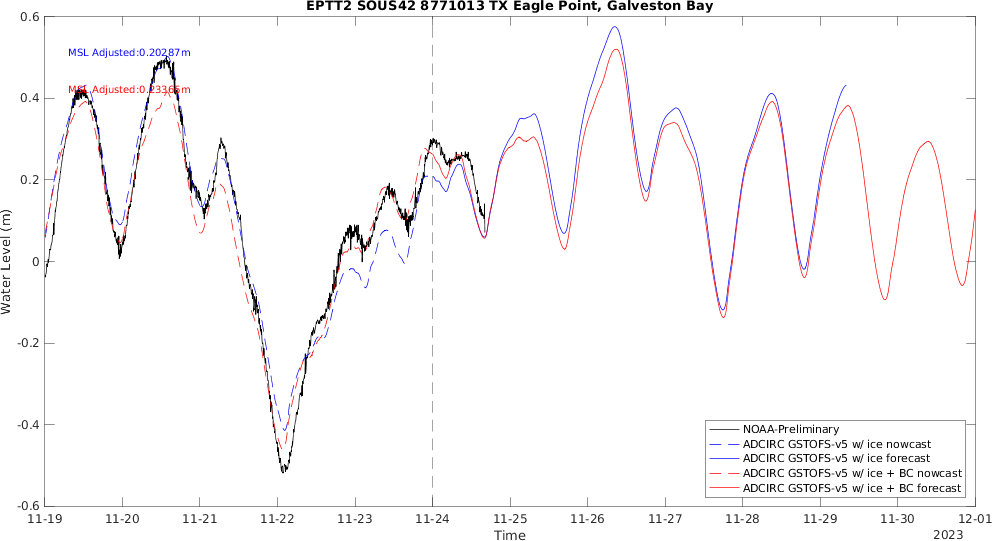 EPTT2 SOUS42 8771013 TX Eagle Point, Galveston Bay
MSL Adjusted:0.20287m
MSL Adjusted:0.23365m
Water Level (m)
0.6
0.4
0.2
0
-0.2
-0.4
-0.6
NOAA-Preliminary
ADCIRC GSTOFS-v5 w/ ice nowcast
ADCIRC GSTOFS-v5 w/ ice forecast
ADCIRC GSTOFS-v5 w/ ice + BC nowcast
ADCIRC GSTOFS-v5 w/ ice + BC forecast
11-19 11-20 11-21 11-22 11-23 11-24 11-25 11-26 11-27 11-28 11-29 11-30 12-01
Time
2023